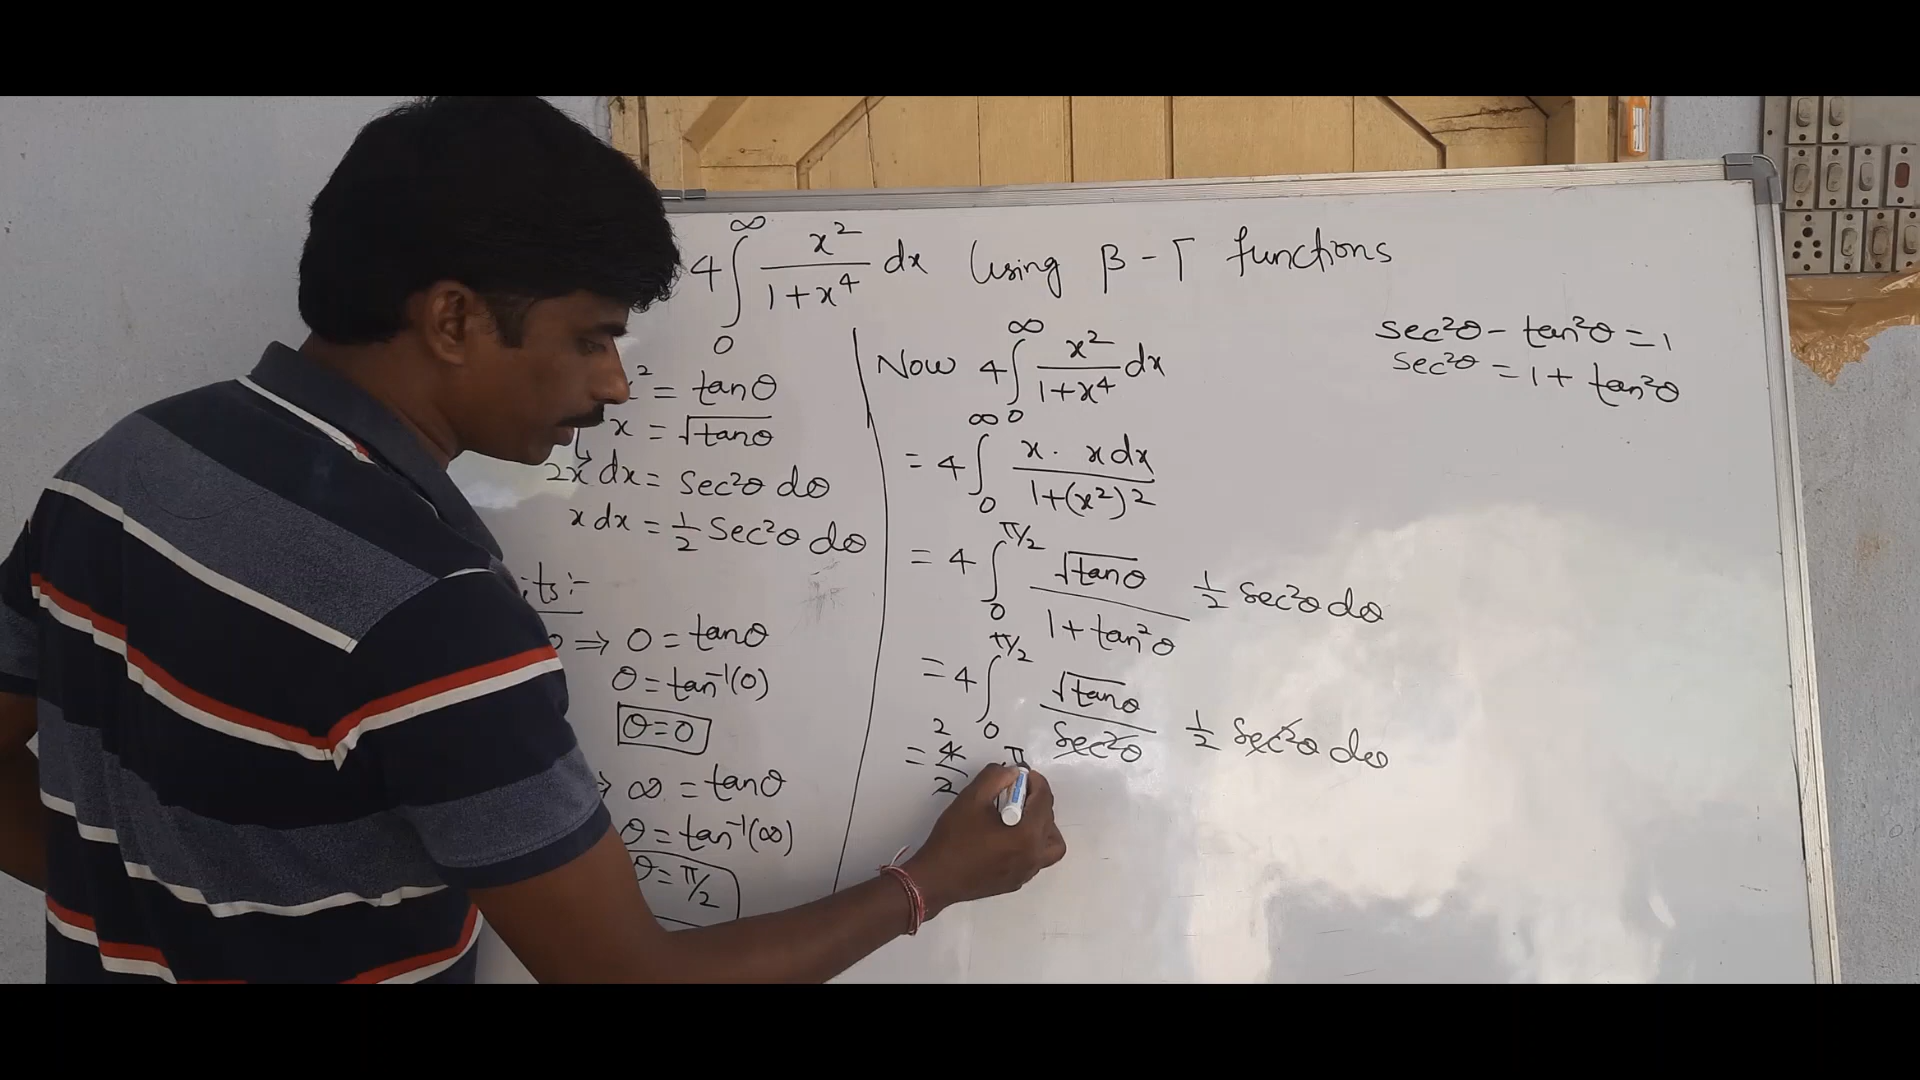 4∫₀^∞ x²/(1+x⁴) dx Using β-Γ functions
x² = tanθ
x = √tanθ
2x dx = sec²θ dθ
x dx = 1/2 Sec²θ dθ
ts:-
0 ⇒ 0 = tanθ
θ = tan⁻¹(0)
θ=0
⇒ ∞ = tanθ
θ = tan⁻¹(∞)
θ = π/2
Now 4∫₀^∞ x²/(1+x⁴) dx
= 4∫₀^∞ x. xdx/(1+(x²)²)
= 4∫₀^π/2 √tanθ/(1+tan²θ) 1/2 Sec²θ dθ
= 4∫₀^π/2 √tanθ/Sec²θ 1/2 Sec²θ dθ
2
= 4/2 π
sec²θ - tan²θ = 1
sec²θ = 1 + tan²θ